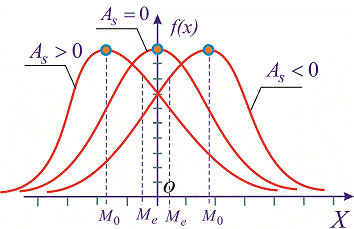 A_s = 0
f(x)
A_s > 0
A_s < 0
O
M_0 M_e M_e M_0 X